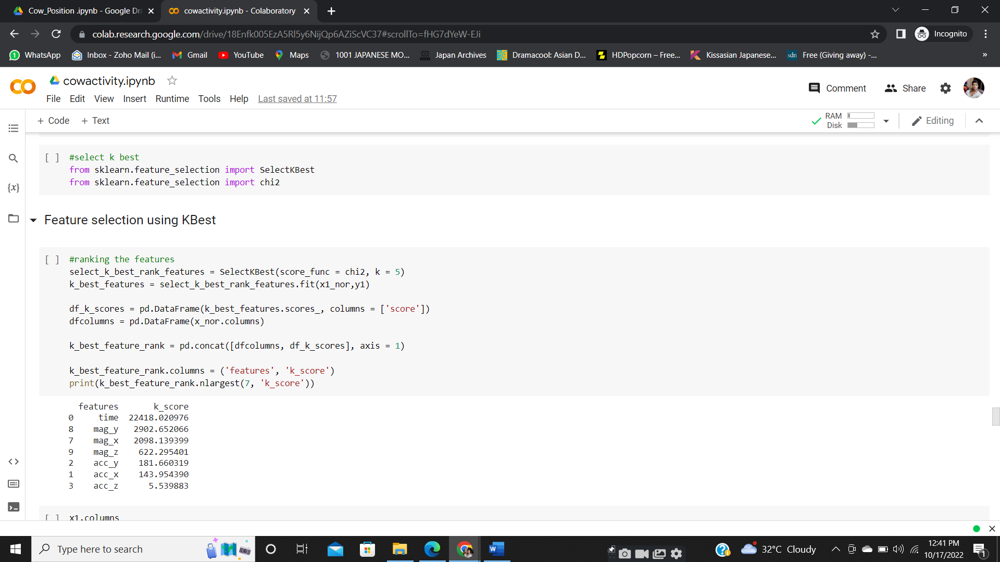 Cow_Position .ipynb - Google Dri
cowactivity.ipynb - Colaboratory
colab.research.google.com/drive/18Enfk005EzA5Rl5y6NijQp6AZiScVC37#scrollTo=fHG7dYeW-EJi
Incognito
WhatsApp
Inbox - Zoho Mail (i...
Gmail
YouTube
Maps
1001 JAPANESE MO...
Japan Archives
Dramacool: Asian D...
HDPopcorn – Free...
Kissasian Japanese...
sdn Free (Giving away) -...
»
cowactivity.ipynb
Comment
Share
File Edit View Insert Runtime Tools Help Last saved at 11:57
+ Code + Text
RAM
Disk
Editing
{x}
[ ] #select k best
from sklearn.feature_selection import SelectKBest
from sklearn.feature_selection import chi2
Feature selection using KBest
[ ] #ranking the features
select_k_best_rank_features = SelectKBest(score_func = chi2, k = 5)
k_best_features = select_k_best_rank_features.fit(x1_nor,y1)
df_k_scores = pd.DataFrame(k_best_features.scores_, columns = ['score'])
dfcolumns = pd.DataFrame(x_nor.columns)
k_best_feature_rank = pd.concat([dfcolumns, df_k_scores], axis = 1)
k_best_feature_rank.columns = ('features', 'k_score')
print(k_best_feature_rank.nlargest(7, 'k_score'))
features k_score
0 time 22418.020976
8 mag_y 2902.652066
7 mag_x 2098.139399
9 mag_z 622.295401
2 acc_y 181.660319
1 acc_x 143.954390
3 acc_z 5.539883
[ ] x1.columns
Type here to search
32°C Cloudy
12:41 PM
10/17/2022
1